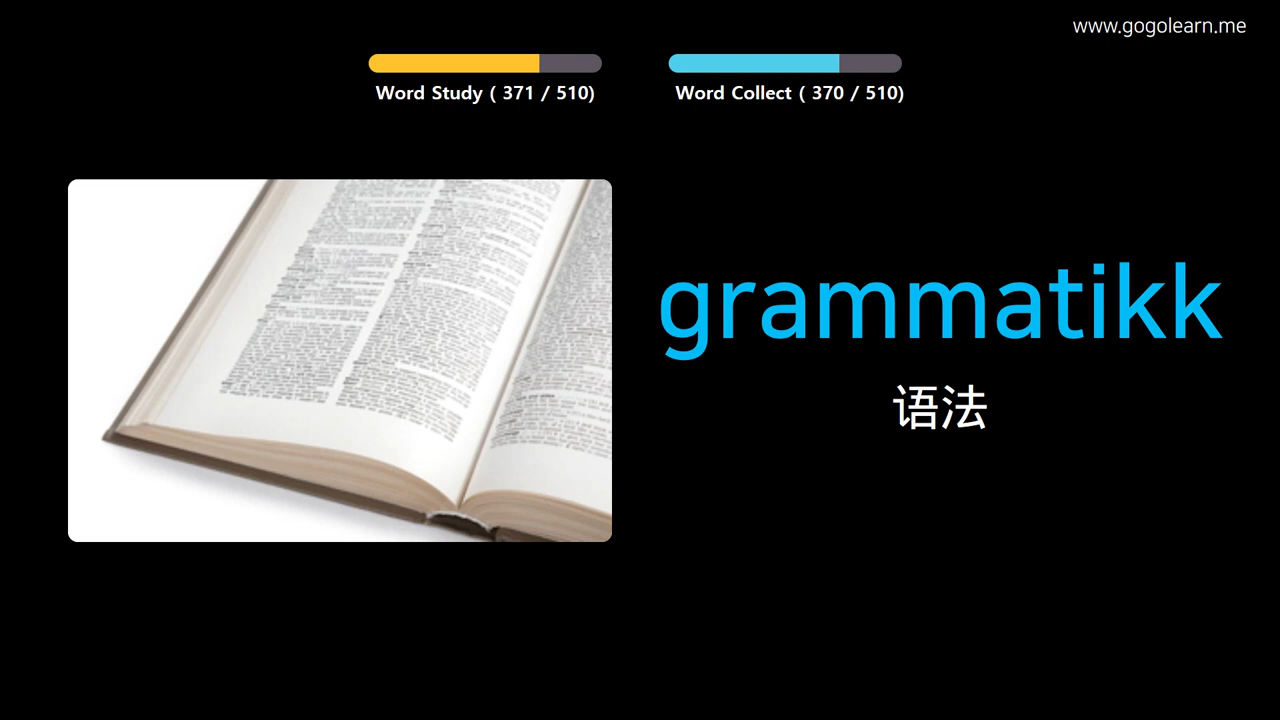 www.gogolearn.me
Word Study ( 371 / 510)
Word Collect ( 370 / 510)
grammatikk
语法